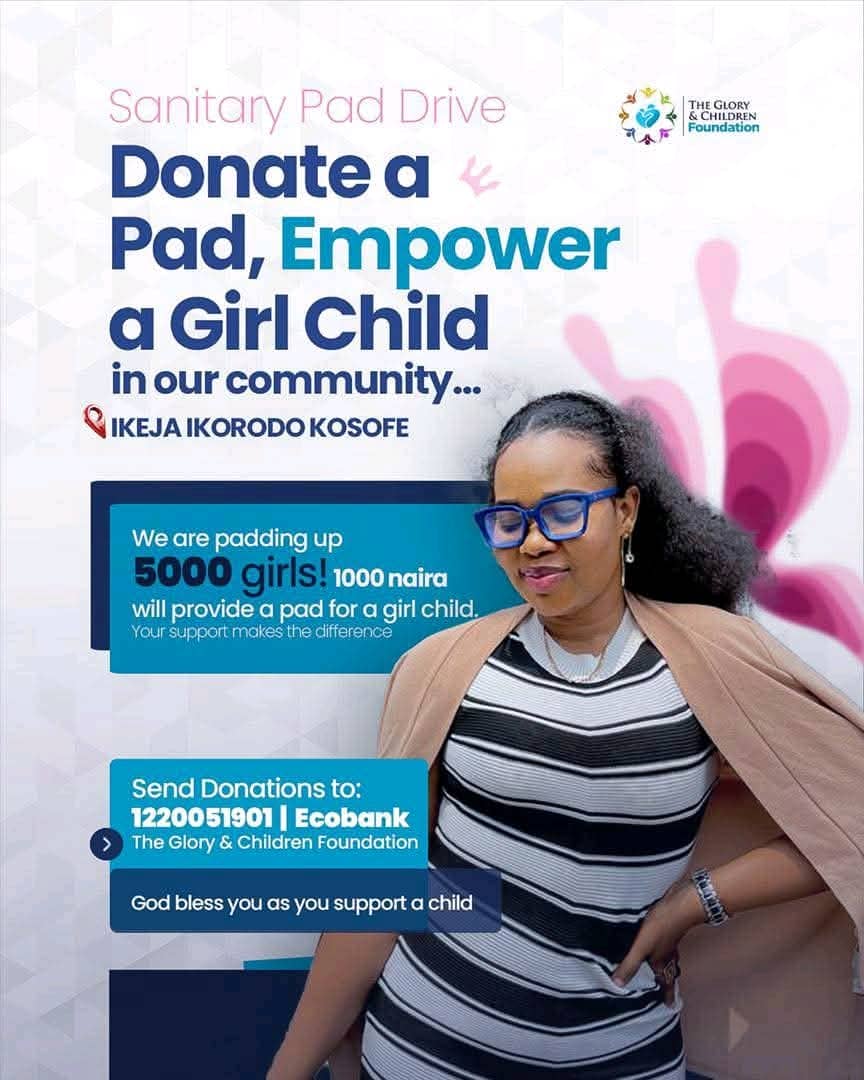 Sanitary Pad Drive
THE GLORY
& CHILDREN
Foundation
Donate a
Pad, Empower
a Girl Child
in our community...
IKEJA IKORODO KOSOFE
We are padding up
5000 girls! 1000 naira
will provide a pad for a girl child.
Your support makes the difference
Send Donations to:
1220051901 | Ecobank
The Glory & Children Foundation
God bless you as you support a child